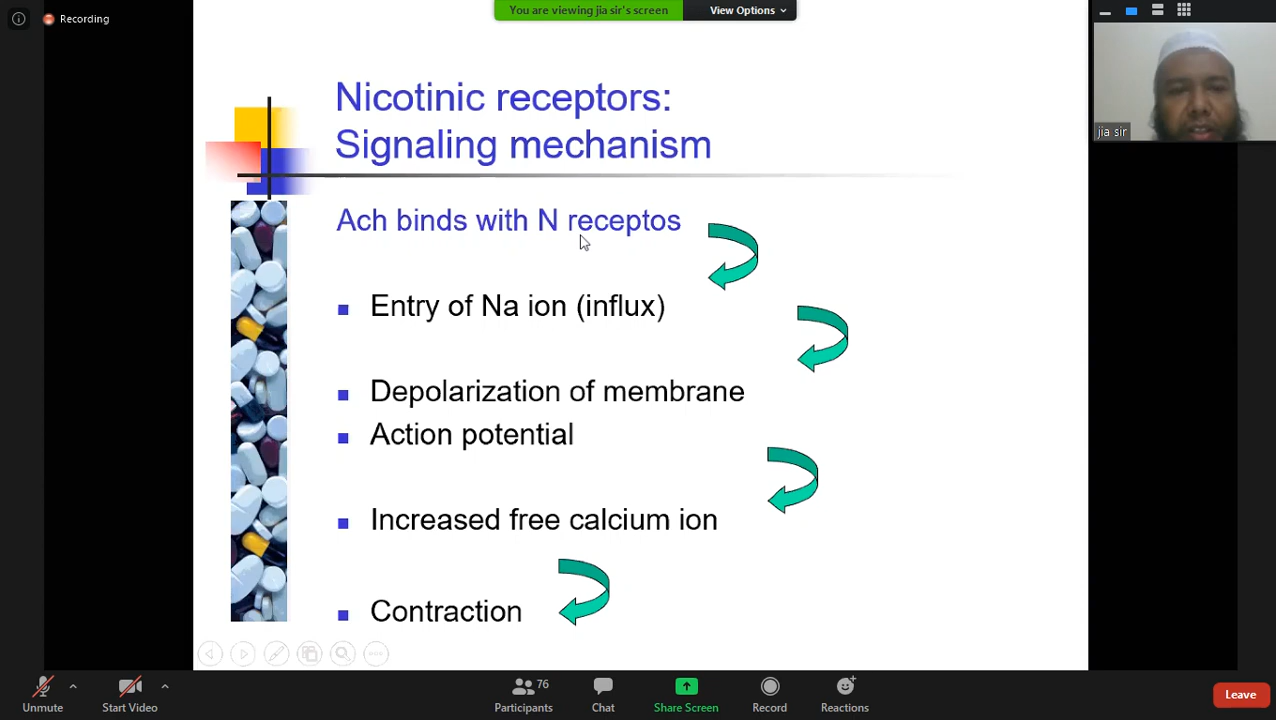 Recording
You are viewing jia sir's screen
View Options
jia sir
Nicotinic receptors:
Signaling mechanism
Ach binds with N receptos
Entry of Na ion (influx)
Depolarization of membrane
Action potential
Increased free calcium ion
Contraction
Unmute
Start Video
76
Participants
Chat
Share Screen
Record
Reactions
Leave